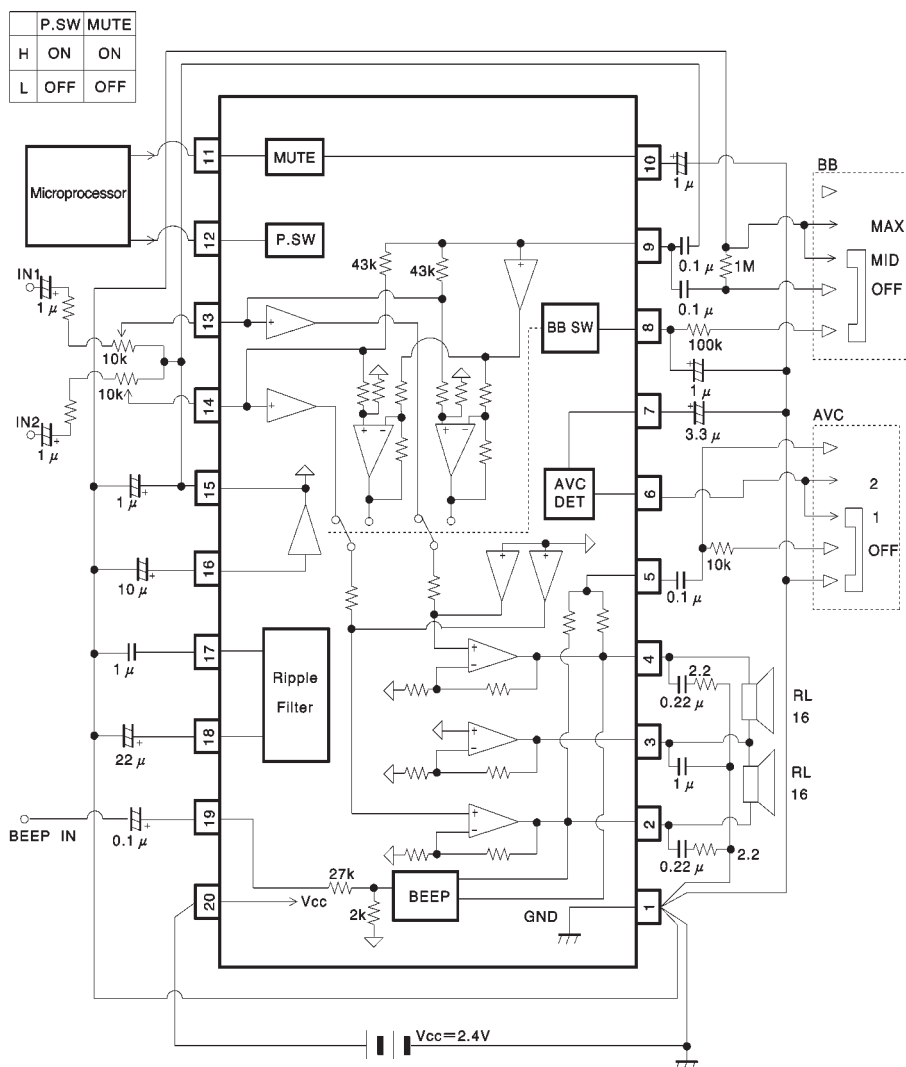 P.SW MUTE
H ON ON
L OFF OFF
Microprocessor
11
MUTE
10
+
1 μ
BB
12
P.SW
9
0.1 μ
1M
0.1 μ
MAX
MID
OFF
43k
43k
IN1
+
1 μ
13
+
10k
BB SW
8
100k
+
1 μ
10k
14
+
IN2
+
1 μ
7
+
3.3 μ
AVC
+ −
+ −
AVC
DET
6
2
1
OFF
1 μ
+
15
10 μ
+
16
+
+
5
0.1 μ
10k
1 μ
17
Ripple
Filter
+
−
4
2.2
0.22 μ
RL
16
22 μ
+
18
+
−
3
1 μ
RL
16
BEEP IN
0.1 μ
+
19
+
−
2
0.22 μ
2.2
27k
BEEP
2k
20
Vcc
GND
1
Vcc=2.4V